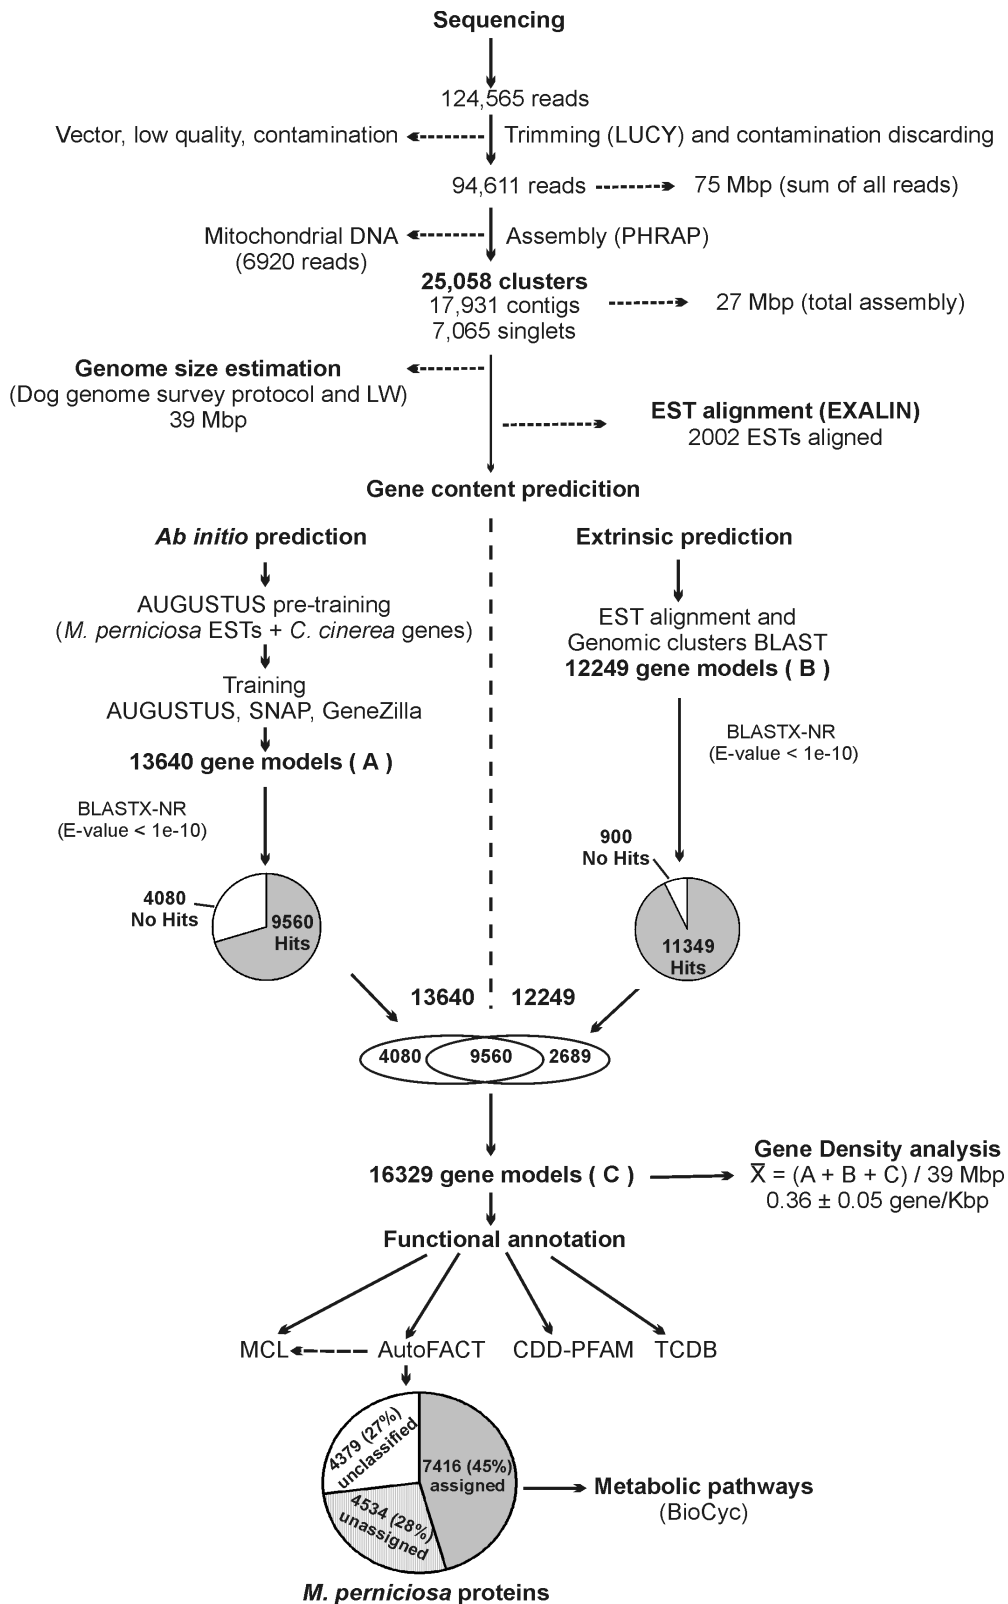 Sequencing
124,565 reads
Vector, low quality, contamination
Trimming (LUCY) and contamination discarding
94,611 reads
75 Mbp (sum of all reads)
Mitochondrial DNA
(6920 reads)
Assembly (PHRAP)
25,058 clusters
17,931 contigs
7,065 singlets
27 Mbp (total assembly)
Genome size estimation
(Dog genome survey protocol and LW)
39 Mbp
EST alignment (EXALIN)
2002 ESTs aligned
Gene content predicition
Ab initio prediction
AUGUSTUS pre-training
(M. perniciosa ESTs + C. cinerea genes)
Training
AUGUSTUS, SNAP, GeneZilla
13640 gene models ( A )
BLASTX-NR
(E-value < 1e-10)
4080
No Hits
9560
Hits
Extrinsic prediction
EST alignment and
Genomic clusters BLAST
12249 gene models ( B )
BLASTX-NR
(E-value < 1e-10)
900
No Hits
11349
Hits
13640
12249
4080
9560
2689
16329 gene models ( C )
Gene Density analysis
X̅ = (A + B + C) / 39 Mbp
0.36 ± 0.05 gene/Kbp
Functional annotation
MCL
AutoFACT
CDD-PFAM
TCDB
4379 (27%)
unclassified
7416 (45%)
assigned
4534 (28%)
unassigned
Metabolic pathways
(BioCyc)
M. perniciosa proteins